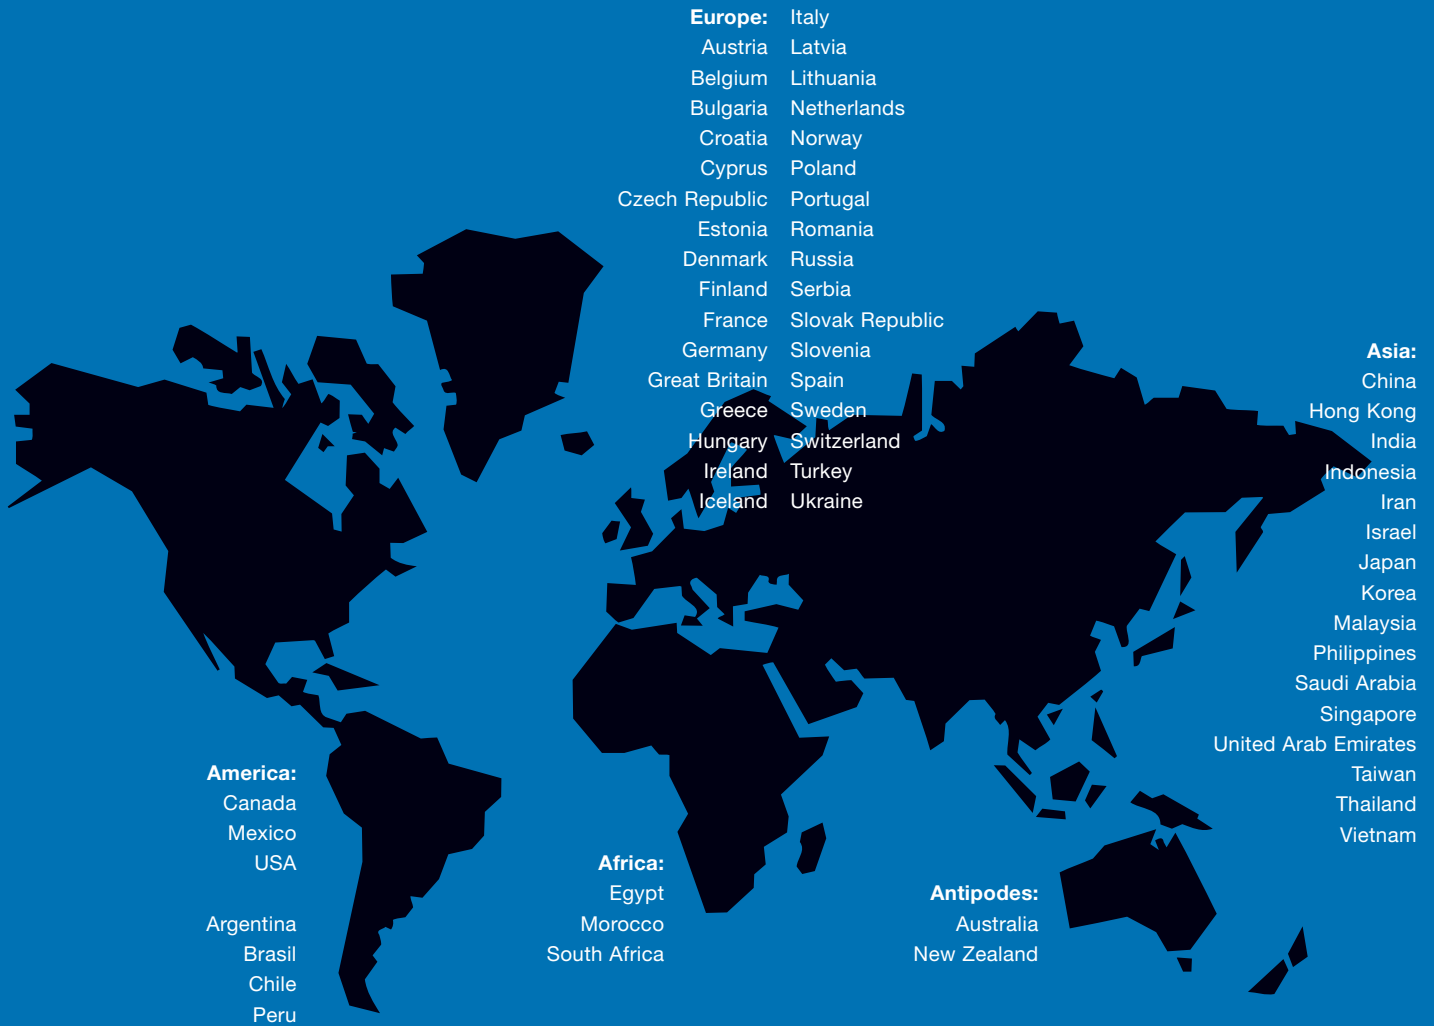 Europe:
Austria
Belgium
Bulgaria
Croatia
Cyprus
Czech Republic
Estonia
Denmark
Finland
France
Germany
Great Britain
Greece
Hungary
Ireland
Iceland
Italy
Latvia
Lithuania
Netherlands
Norway
Poland
Portugal
Romania
Russia
Serbia
Slovak Republic
Slovenia
Spain
Sweden
Switzerland
Turkey
Ukraine
Asia:
China
Hong Kong
India
Indonesia
Iran
Israel
Japan
Korea
Malaysia
Philippines
Saudi Arabia
Singapore
United Arab Emirates
Taiwan
Thailand
Vietnam
America:
Canada
Mexico
USA
Argentina
Brasil
Chile
Peru
Africa:
Egypt
Morocco
South Africa
Antipodes:
Australia
New Zealand